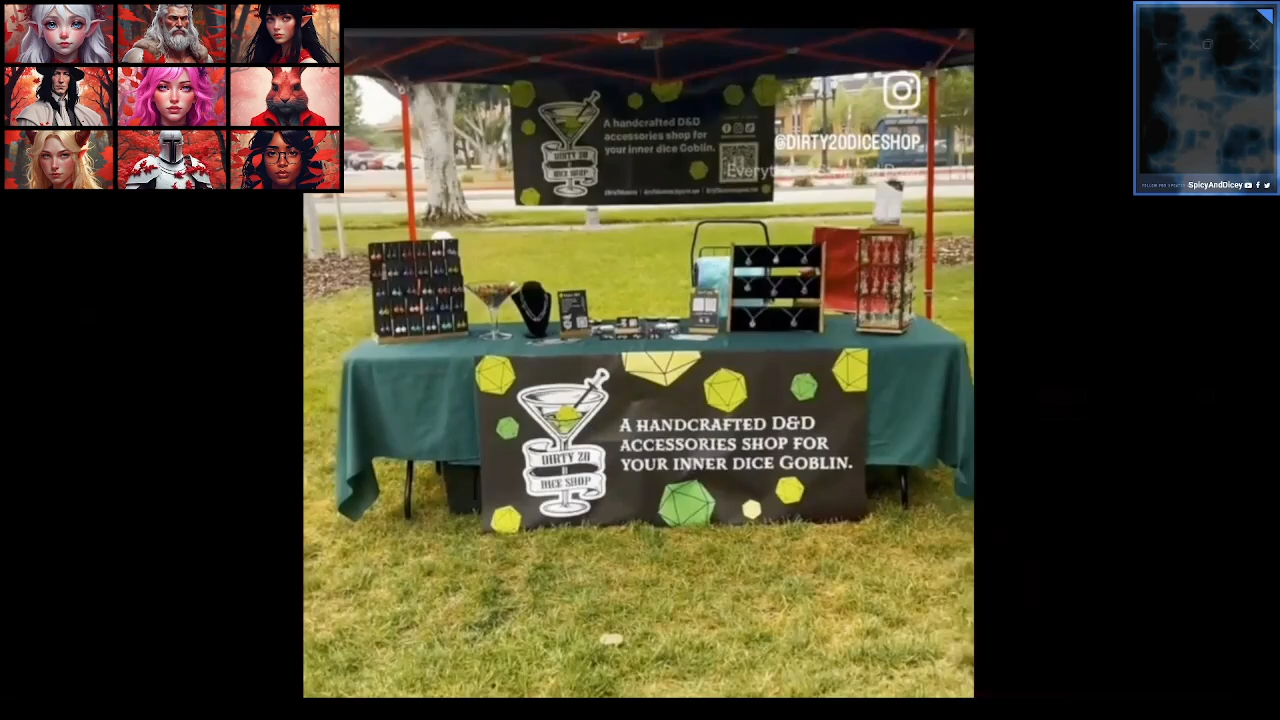 A handcrafted D&D
accessories shop for
your inner dice Goblin.
DIRTY 20
DICE SHOP
@DIRTY20DICESHOP
A HANDCRAFTED D&D
ACCESSORIES SHOP FOR
YOUR INNER DICE GOBLIN.
DIRTY 20
DICE SHOP
SpicyAndDicey